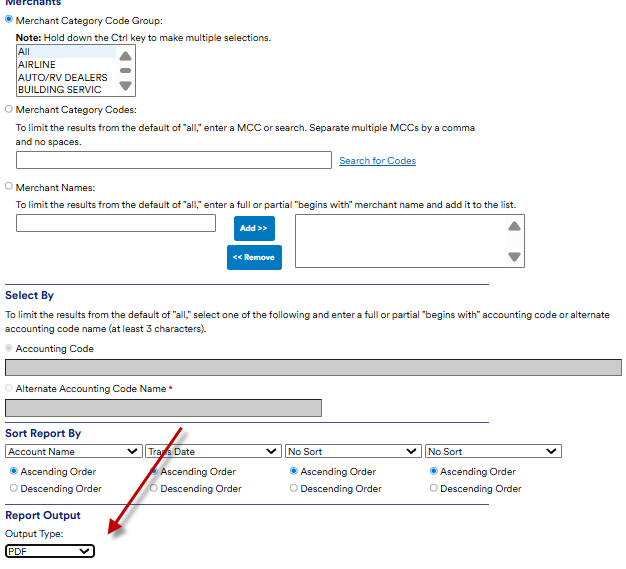 Merchants
Merchant Category Code Group:
Note: Hold down the Ctrl key to make multiple selections.
All
AIRLINE
AUTO/RV DEALERS
BUILDING SERVIC
Merchant Category Codes:
To limit the results from the default of "all," enter a MCC or search. Separate multiple MCCs by a comma
and no spaces.
Search for Codes
Merchant Names:
To limit the results from the default of "all," enter a full or partial "begins with" merchant name and add it to the list.
Add >>
<< Remove
Select By
To limit the results from the default of "all," select one of the following and enter a full or partial "begins with" accounting code or alternate
accounting code name (at least 3 characters).
Accounting Code
Alternate Accounting Code Name *
Sort Report By
Account Name Trans Date No Sort No Sort
Ascending Order Ascending Order Ascending Order Ascending Order
Descending Order Descending Order Descending Order Descending Order
Report Output
Output Type:
PDF